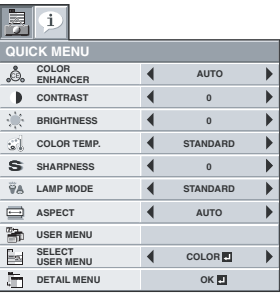 i
QUICK MENU
COLOR ENHANCER AUTO
CONTRAST 0
BRIGHTNESS 0
COLOR TEMP. STANDARD
SHARPNESS 0
LAMP MODE STANDARD
ASPECT AUTO
USER MENU
SELECT USER MENU COLOR
DETAIL MENU OK